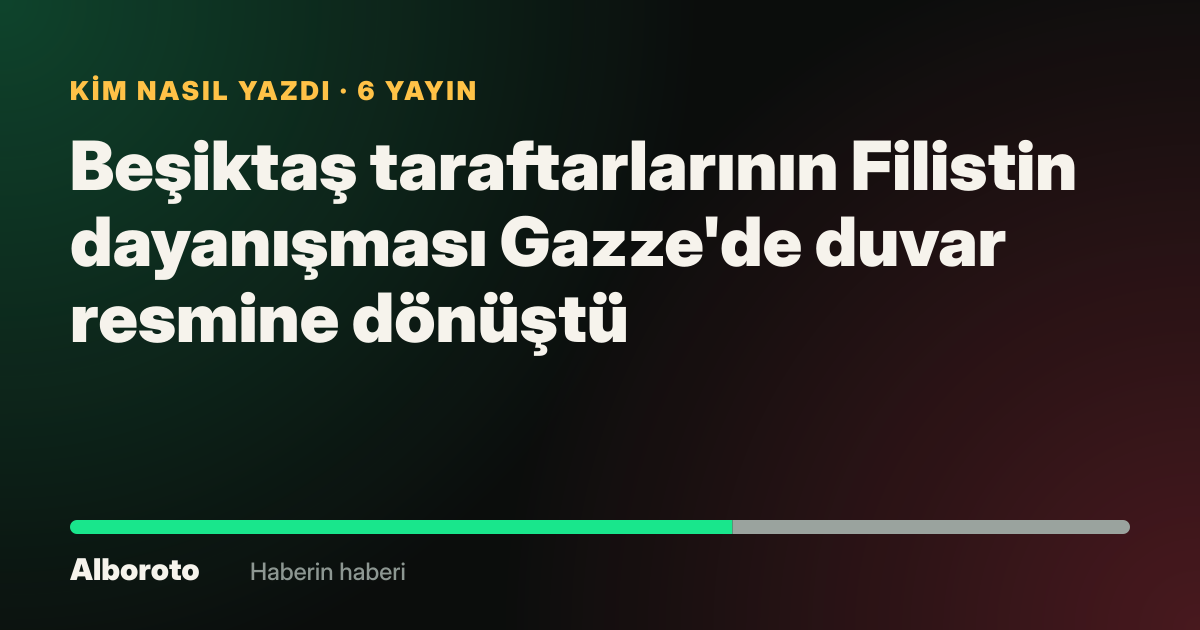 KİM NASIL YAZDI · 6 YAYIN
Beşiktaş taraftarlarının Filistin
dayanışması Gazze'de duvar
resmine dönüştü
Alboroto Haberin haberi